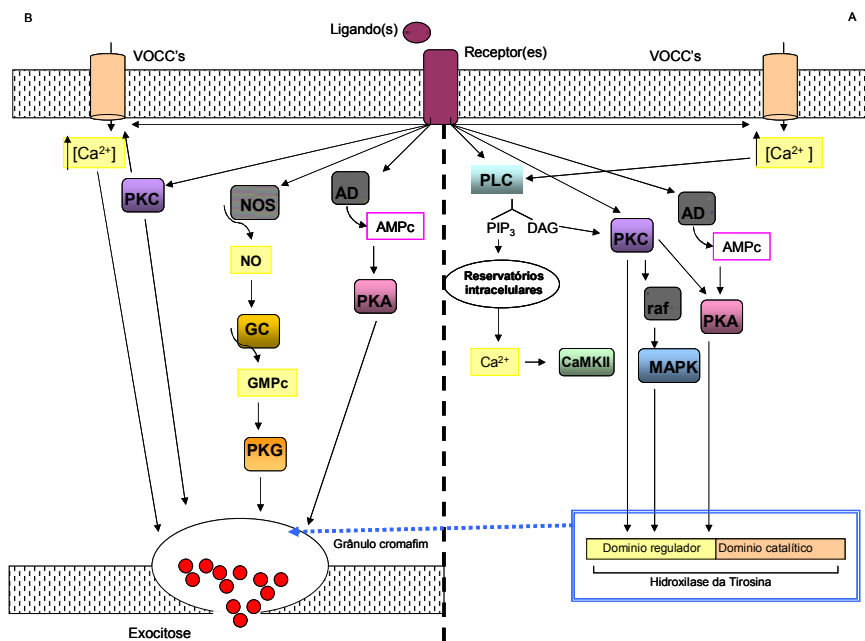 B
A
Ligando(s)
VOCC's
Receptor(es)
VOCC's
[Ca2+]
[Ca2+ ]
PKC
NOS
AD
AMPc
NO
PKA
GC
GMPc
PKG
PLC
PIP3
DAG
PKC
AD
AMPc
Reservatórios
intracelulares
raf
PKA
Ca2+
CaMKII
MAPK
Grânulo cromafim
Exocitose
Dominio regulador
Dominio catalítico
Hidroxilase da Tirosina